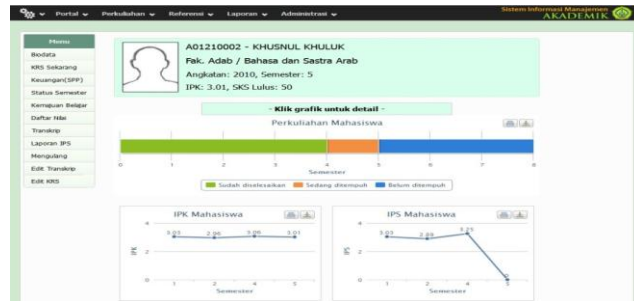 Portal Perkuliahan Referensi Laporan Administrasi
Sistem Informasi Manajemen
AKADEMIK
Menu
Biodata
KRS Sekarang
Keuangan(SPP)
Status Semester
Kemajuan Belajar
Daftar Nilai
Transkrip
Laporan IPS
Mengulang
Edit Transkrip
Edit KRS
A01210002 - KHUSNUL KHULUK
Fak. Adab / Bahasa dan Sastra Arab
Angkatan: 2010, Semester: 5
IPK: 3.01, SKS Lulus: 50
- Klik grafik untuk detail -
Perkuliahan Mahasiswa
0 1 2 3 4 5 6 7 8
Semester
Sudah diselesaikan Sedang ditempuh Belum ditempuh
IPK Mahasiswa
4
3.03 2.96 3.06 3.01
IPK
2
0
1 2 4 5
Semester
IPS Mahasiswa
4
3.03 2.89 3.25
IPS
2
0
1 2 4 5
Semester